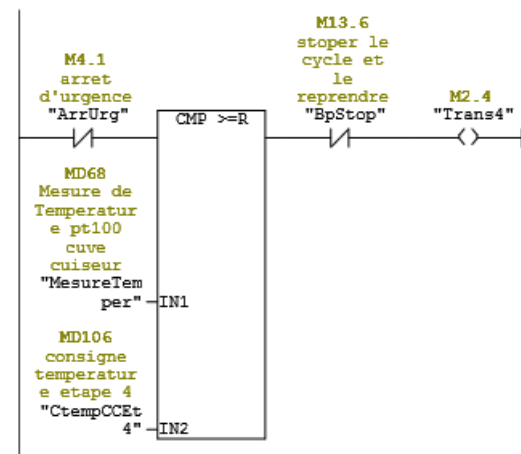 M13.6
stoper le
cycle et
le
reprendre
"BpStop"
M4.1
arret
d'urgence
"ArrUrg"
CMP >=R
M2.4
"Trans4"
MD68
Mesure de
Temperatur
e pt100
cuve
cuiseur
"MesureTem
per"
IN1
MD106
consigne
temperatur
e etape 4
"CtempCCEt
4"
IN2